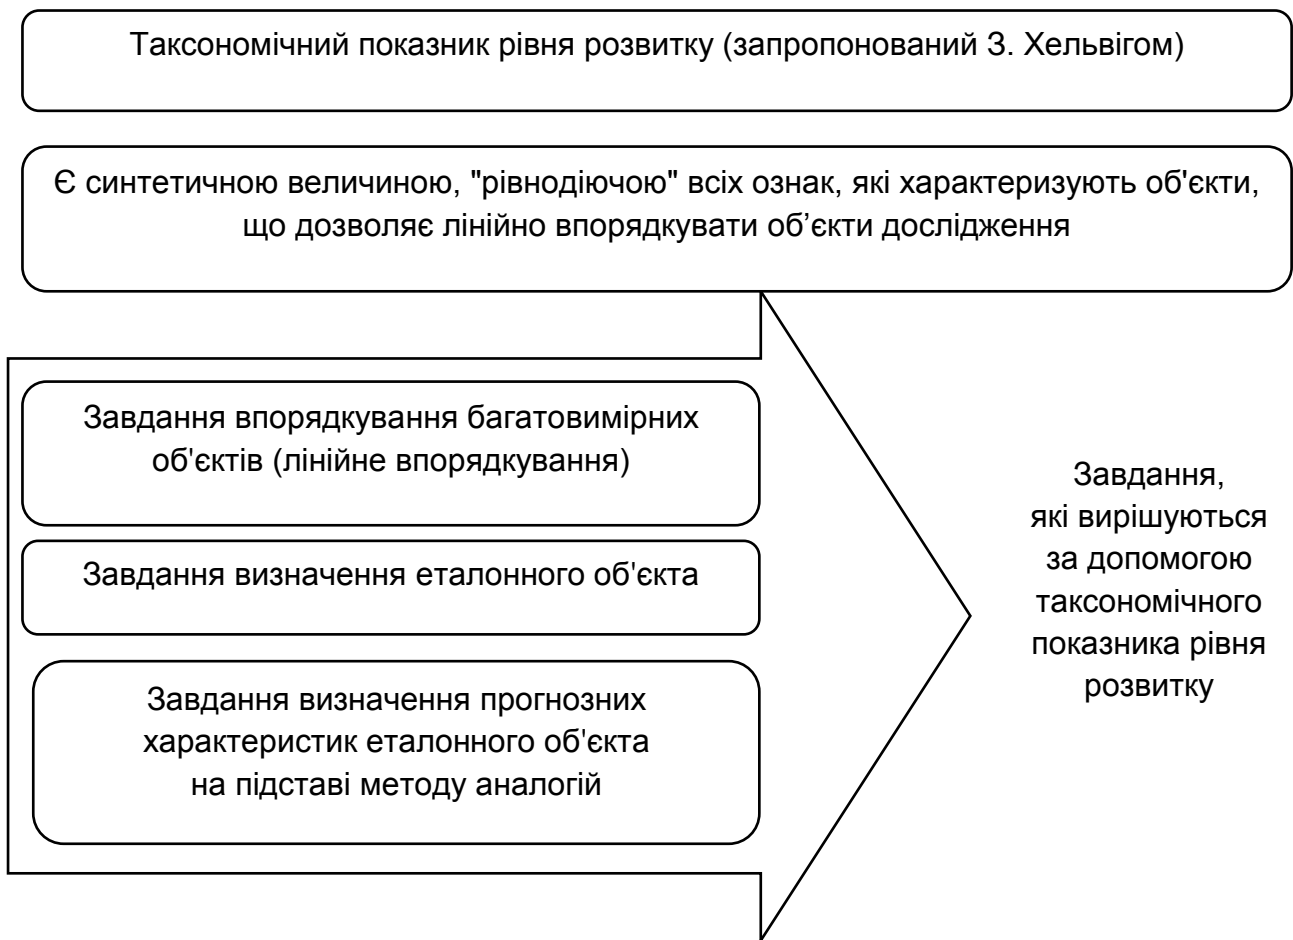 Таксономічний показник рівня розвитку (запропонований З. Хельвігом)
Є синтетичною величиною, "рівнодіючою" всіх ознак, які характеризують об'єкти,
що дозволяє лінійно впорядкувати об’єкти дослідження
Завдання впорядкування багатовимірних
об'єктів (лінійне впорядкування)
Завдання визначення еталонного об'єкта
Завдання визначення прогнозних
характеристик еталонного об'єкта
на підставі методу аналогій
Завдання,
які вирішуються
за допомогою
таксономічного
показника рівня
розвитку